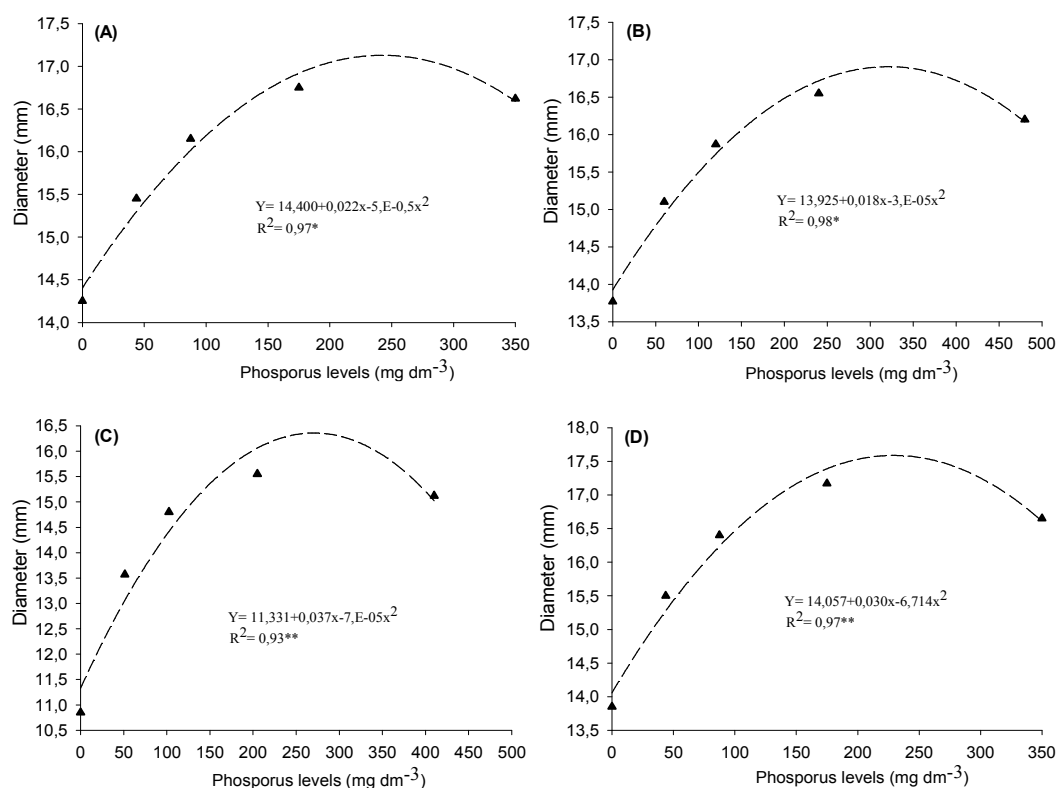 (A)
Diameter (mm)
17,5
17,0
16,5
16,0
15,5
15,0
14,5
14,0
Y= 14,400+0,022x-5,E-0,5x²
R²= 0,97*
0 50 100 150 200 250 300 350
Phosporus levels (mg dm⁻³)
(B)
Diameter (mm)
17,5
17,0
16,5
16,0
15,5
15,0
14,5
14,0
13,5
Y= 13,925+0,018x-3,E-05x²
R²= 0,98*
0 50 100 150 200 250 300 350 400 450 500
Phosporus levels (mg dm⁻³)
(C)
Diameter (mm)
16,5
16,0
15,5
15,0
14,5
14,0
13,5
13,0
12,5
12,0
11,5
11,0
10,5
Y= 11,331+0,037x-7,E-05x²
R²= 0,93**
0 50 100 150 200 250 300 350 400 450 500
Phosporus levels (mg dm⁻³)
(D)
Diameter (mm)
18,0
17,5
17,0
16,5
16,0
15,5
15,0
14,5
14,0
13,5
Y= 14,057+0,030x-6,714x²
R²= 0,97**
0 50 100 150 200 250 300 350
Phosporus levels (mg dm⁻³)